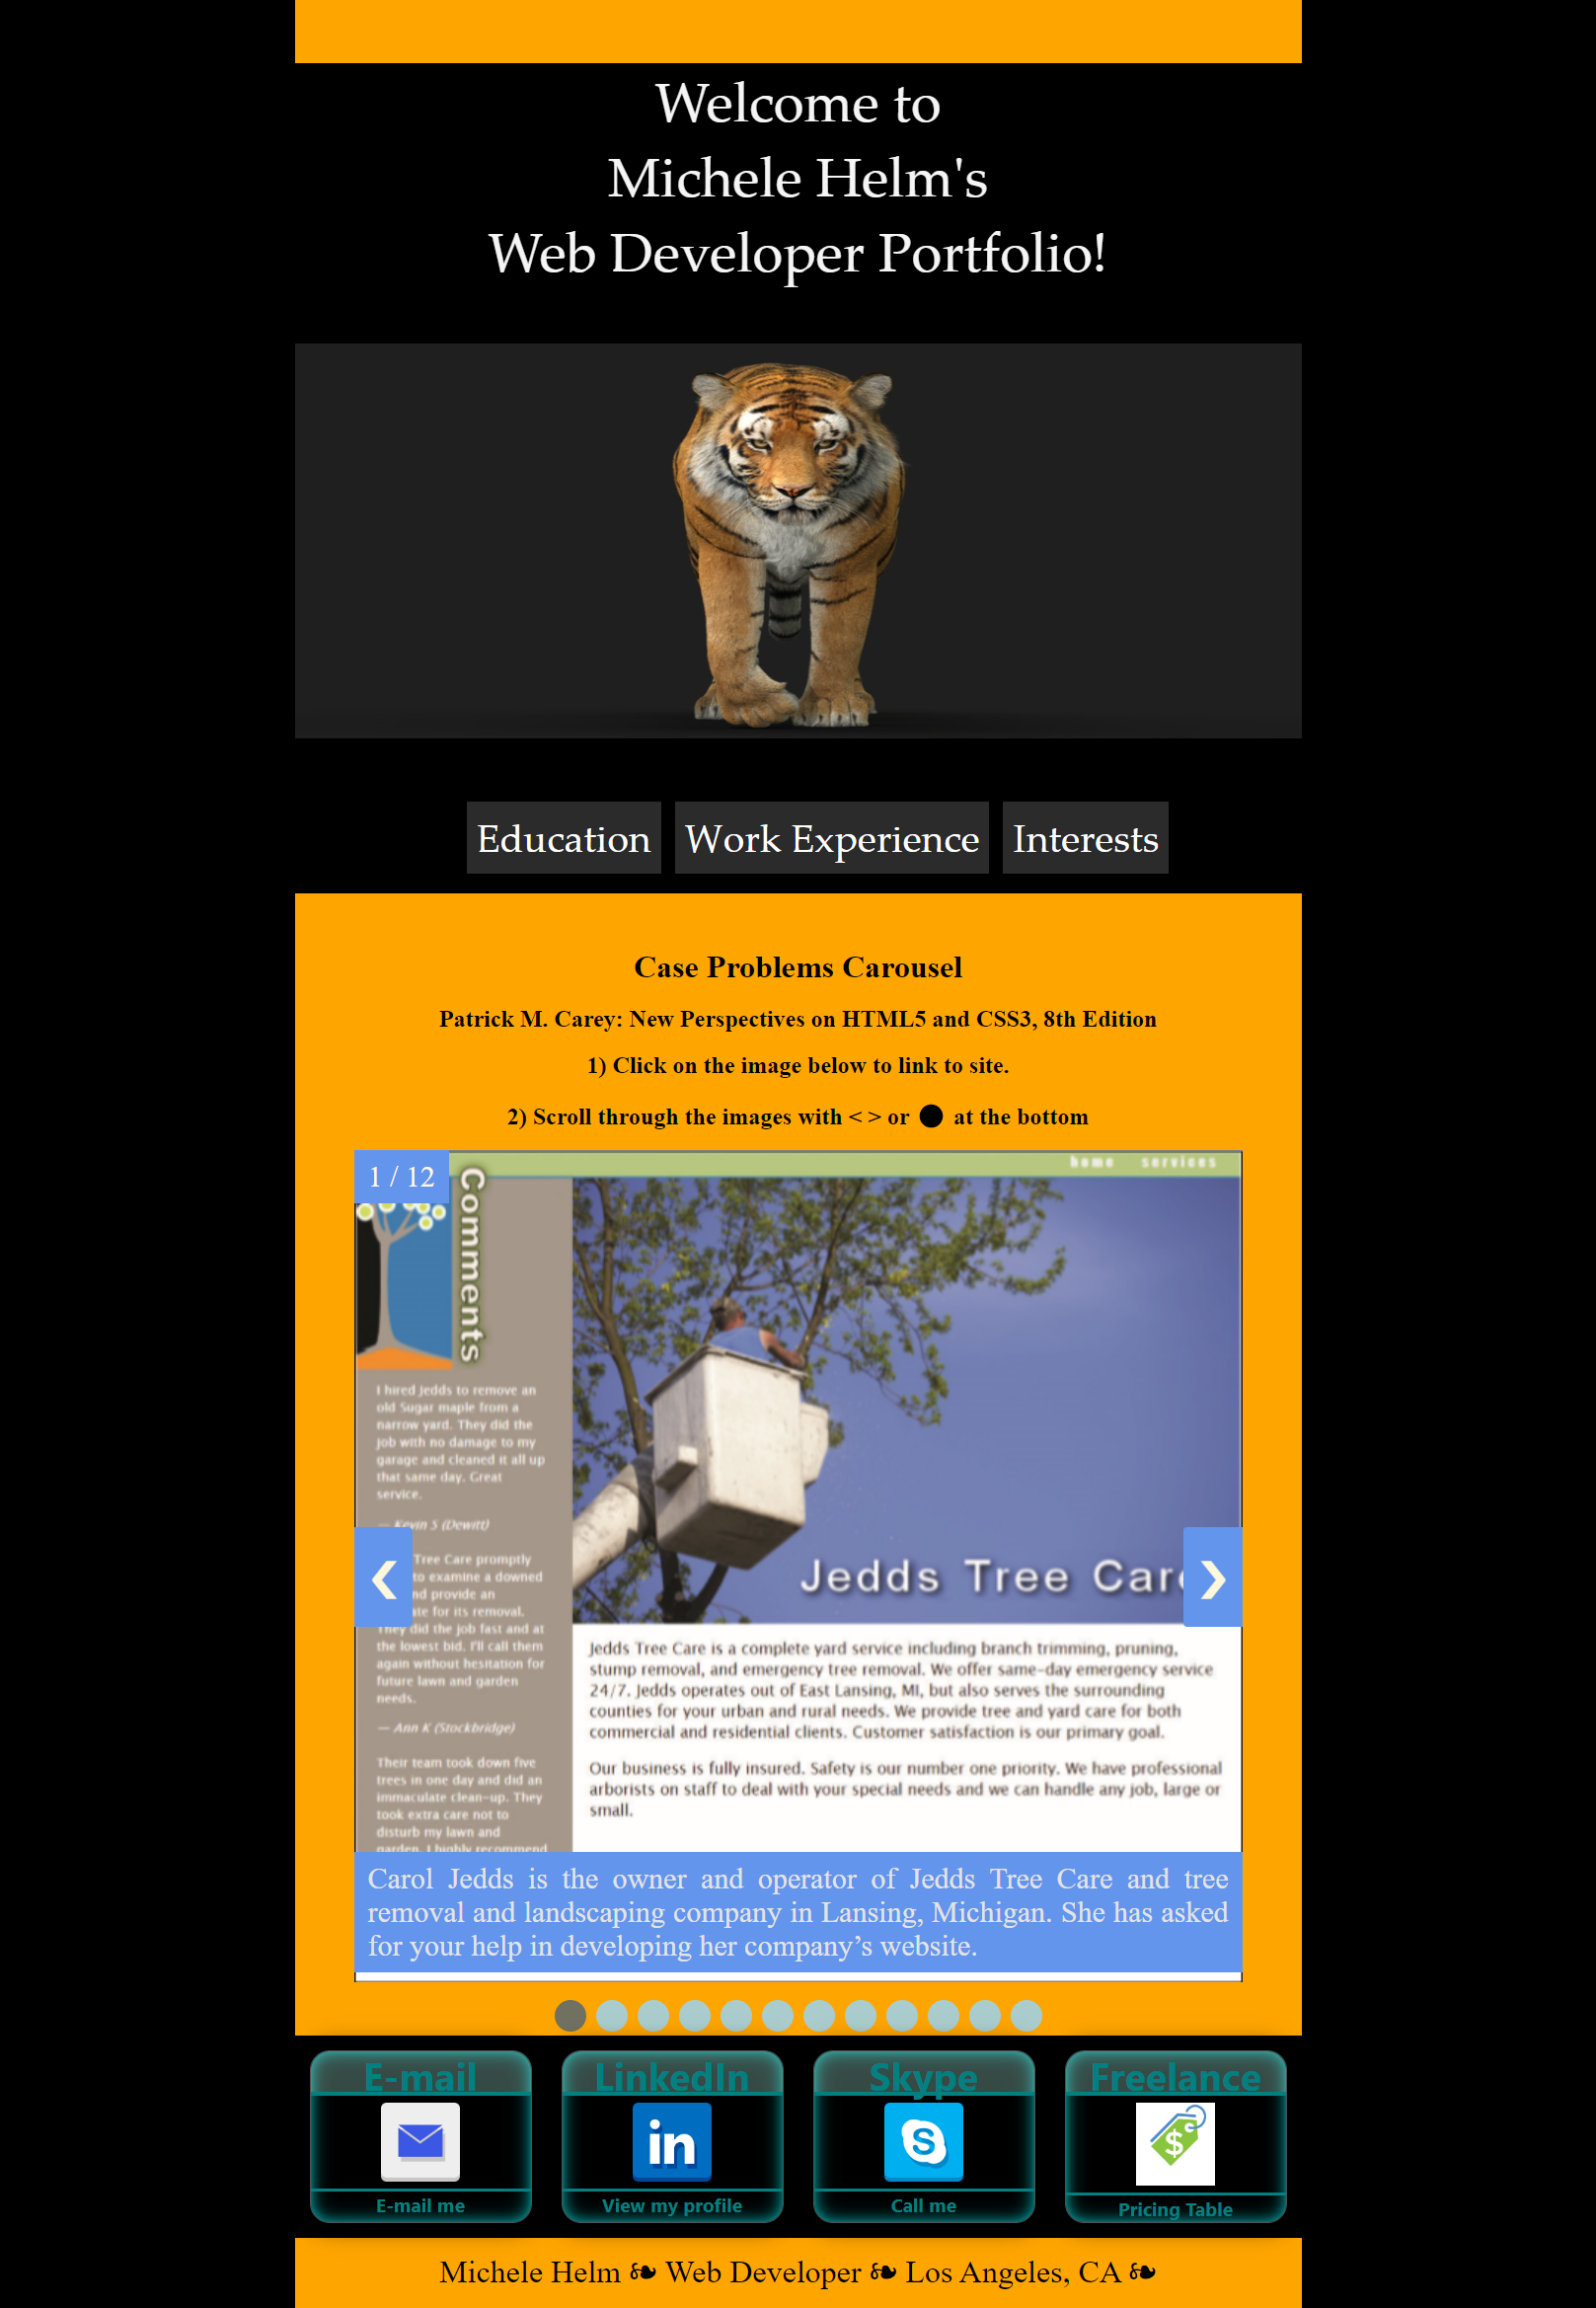 Welcome to
Michele Helm's
Web Developer Portfolio!
Education
Work Experience
Interests
Case Problems Carousel
Patrick M. Carey: New Perspectives on HTML5 and CSS3, 8th Edition
1) Click on the image below to link to site.
2) Scroll through the images with < > or ● at the bottom
1 / 12
home services
Comments
I hired Jedds to remove an
old Sugar maple from a
narrow yard. They did the
job with no damage to my
garage and cleaned it all up
that same day. Great
service.
— Kevin S (Dewitt)
Tree Care promptly
to examine a downed
and provide an
for its removal.
They did the job fast and at
the lowest bid. I'll call them
again without hesitation for
future lawn and garden
needs.
— Ann K (Stockbridge)
Their team took down five
trees in one day and did an
immaculate clean-up. They
took extra care not to
disturb my lawn and
garden. I highly recommend
❮
❯
Jedds Tree Care
Jedds Tree Care is a complete yard service including branch trimming, pruning,
stump removal, and emergency tree removal. We offer same-day emergency service
24/7. Jedds operates out of East Lansing, MI, but also serves the surrounding
counties for your urban and rural needs. We provide tree and yard care for both
commercial and residential clients. Customer satisfaction is our primary goal.
Our business is fully insured. Safety is our number one priority. We have professional
arborists on staff to deal with your special needs and we can handle any job, large or
small.
Carol Jedds is the owner and operator of Jedds Tree Care and tree
removal and landscaping company in Lansing, Michigan. She has asked
for your help in developing her company’s website.
E-mail
E-mail me
LinkedIn
in
View my profile
Skype
S
Call me
Freelance
$
Pricing Table
Michele Helm ❧ Web Developer ❧ Los Angeles, CA ❧